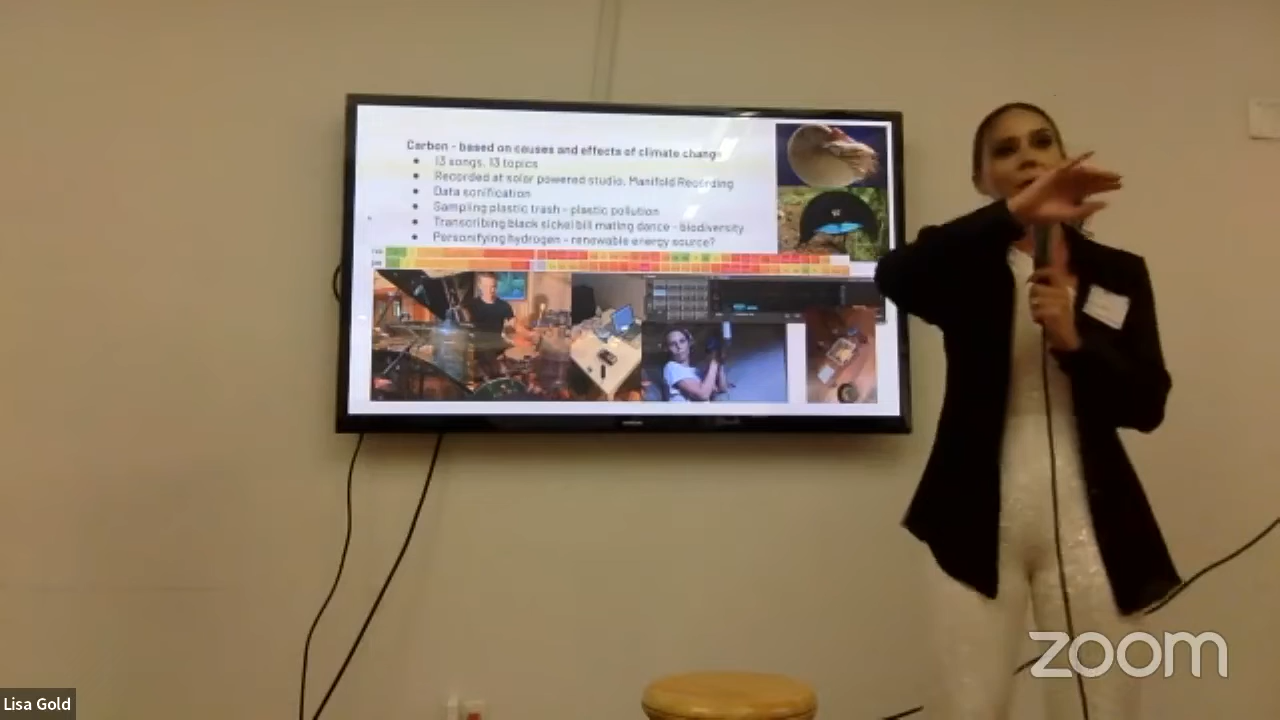 Carbon - based on causes and effects of climate change
13 songs, 13 topics
Recorded at solar powered studio, Manifold Recording
Data sonification
Sampling plastic trash - plastic pollution
Transcribing black sickel bill mating dance - biodiversity
Personifying hydrogen - renewable energy source?
zoom
Lisa Gold